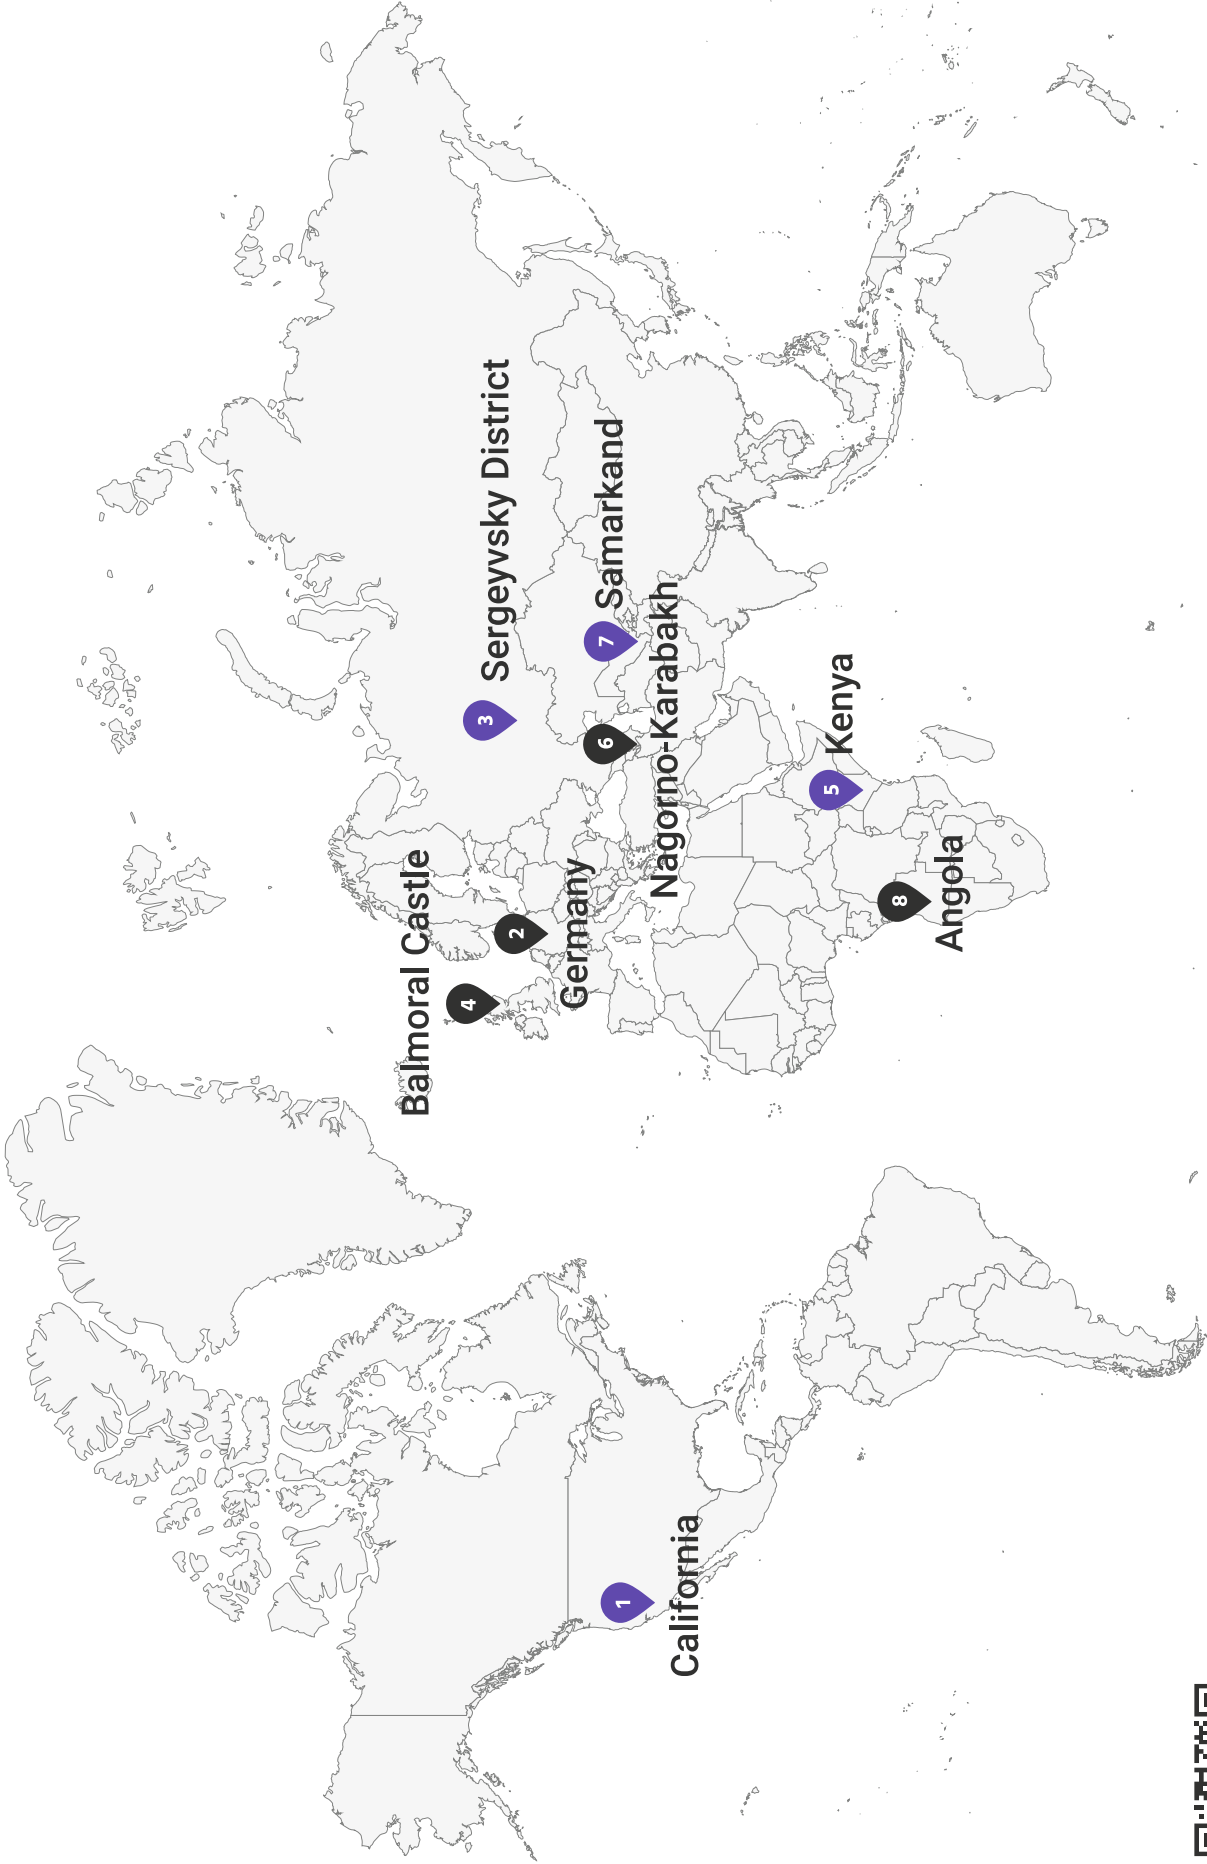 1
California
2
Germany
3
Sergeyvsky District
4
Balmoral Castle
5
Kenya
6
Nagorno-Karabakh
7
Samarkand
8
Angola